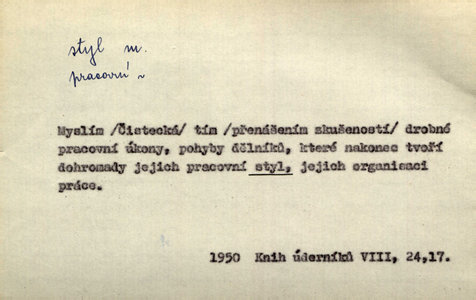 styl m.
pracovní ~
Myslím /Čistecká/ tím /přenášením zkušeností/ drobné
pracovní úkony, pohyby dělníků, které nakonec tvoří
dohromady jejich pracovní styl, jejich organisaci
práce.
1950 Knih úderníků VIII, 24,17.